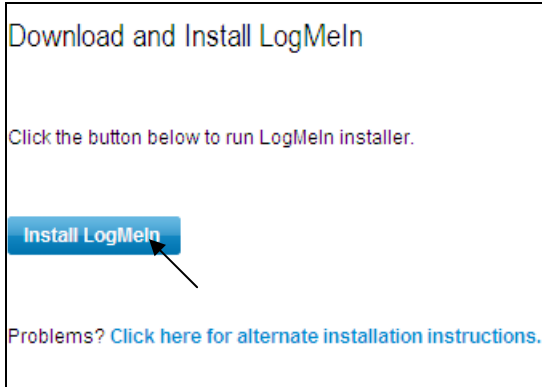 Download and Install LogMeIn
Click the button below to run LogMeIn installer.
Install LogMeIn
Problems? Click here for alternate installation instructions.